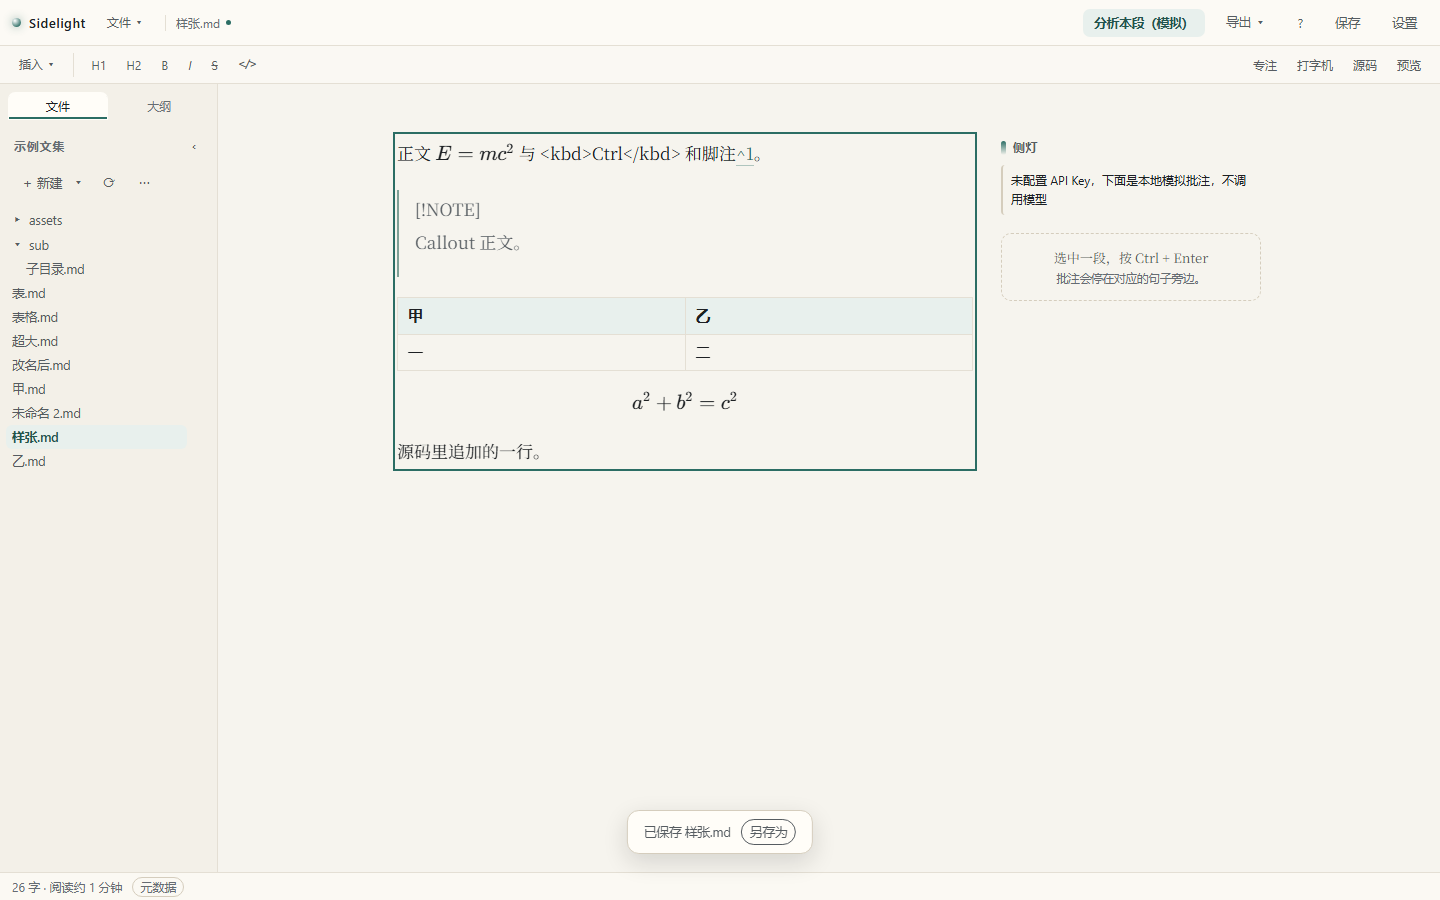 Sidelight 文件 样张.md 分析本段（模拟） 导出 ? 保存 设置
插入 H1 H2 B I S </> 专注 打字机 源码 预览
文件 大纲
示例文集
+ 新建 ···
assets
sub
子目录.md
表.md
表格.md
超大.md
改名后.md
甲.md
未命名 2.md
样张.md
乙.md
正文 E = mc² 与 <kbd>Ctrl</kbd> 和脚注^1。
[!NOTE]
Callout 正文。
甲 乙
一 二
a² + b² = c²
源码里追加的一行。
侧灯
未配置 API Key，下面是本地模拟批注，不调
用模型
选中一段，按 Ctrl + Enter
批注会停在对应的句子旁边。
已保存 样张.md 另存为
26 字 · 阅读约 1 分钟 元数据